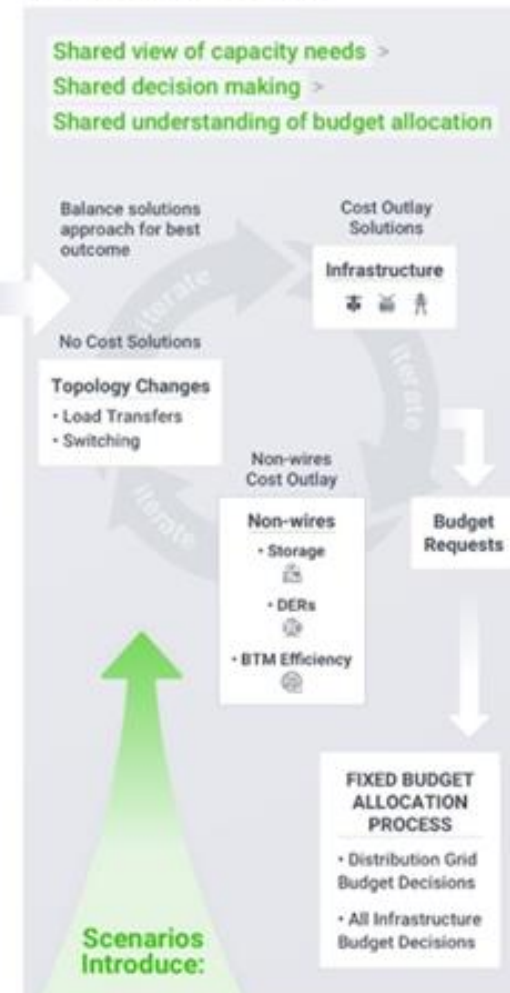 Shared view of capacity needs >
Shared decision making >
Shared understanding of budget allocation
Balance solutions
approach for best
outcome
Cost Outlay
Solutions
Infrastructure
iterate
iterate
No Cost Solutions
Topology Changes
• Load Transfers
• Switching
iterate
Non-wires
Cost Outlay
Non-wires
• Storage
• DERs
• BTM Efficiency
Budget
Requests
FIXED BUDGET
ALLOCATION
PROCESS
• Distribution Grid
Budget Decisions
• All Infrastructure
Budget Decisions
Scenarios
Introduce: